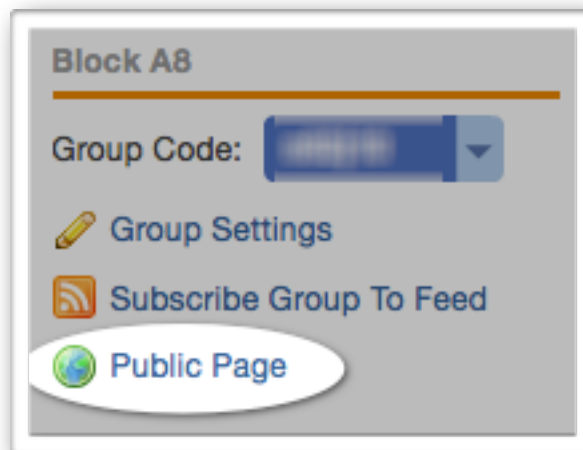 Block A8
Group Code:
Group Settings
Subscribe Group To Feed
Public Page